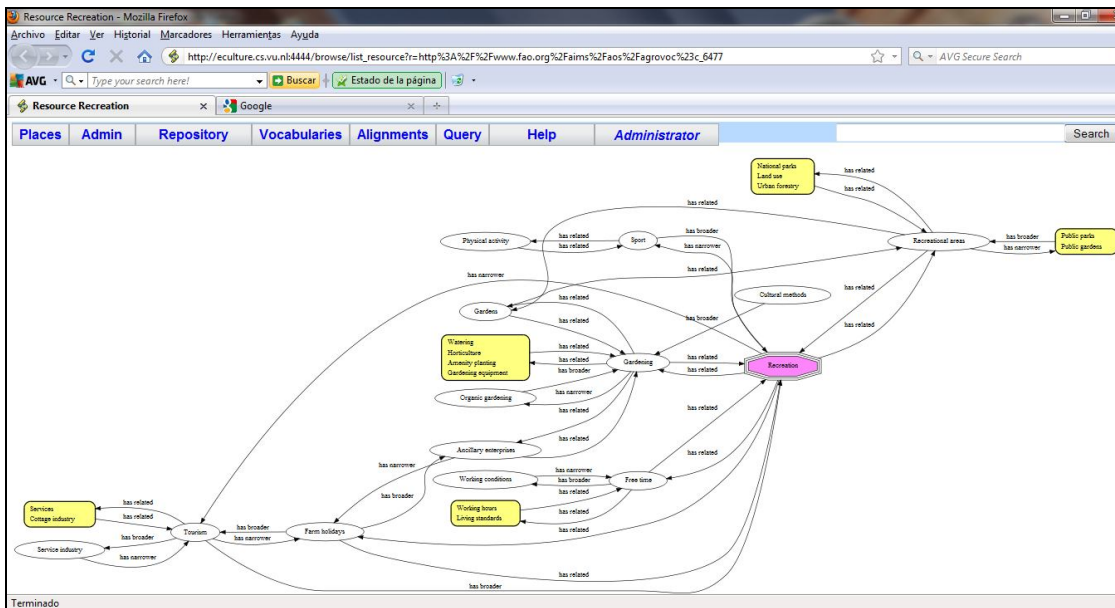 Resource Recreation - Mozilla Firefox
Archivo Editar Ver Historial Marcadores Herramientas Ayuda
http://eculture.cs.vu.nl:4444/browse/list_resource?r=http%3A%2F%2Fwww.fao.org%2Faims%2Faos%2Fagrovoc%23c_6477
AVG Secure Search
AVG Type your search here! Buscar Estado de la página
Resource Recreation Google
Places Admin Repository Vocabularies Alignments Query Help Administrator Search
National parks
Land use
Urban forestry
has related
has related
has related
Physical activity
has related
has related
Sport
has broader
has narrower
Recreational areas
has broader
has narrower
Public parks
Public gardens
has narrower
has related
Cultural methods
has related
Gardens
has related
has related
has broader
has related
Watering
Horticulture
Amenity planting
Gardening equipment
has related
has related
has broader
Gardening
has related
has related
Recreation
Organic gardening
has narrower
has related
has related
has related
Ancillary enterprises
has narrower
has related
Working conditions
has narrower
has broader
Free time
has broader
has related
Working hours
Living standards
has related
Services
Cottage industry
has related
has related
Tourism
has broader
has narrower
Farm holidays
has broader
Service industry
has narrower
has related
has related
has broader
Terminado